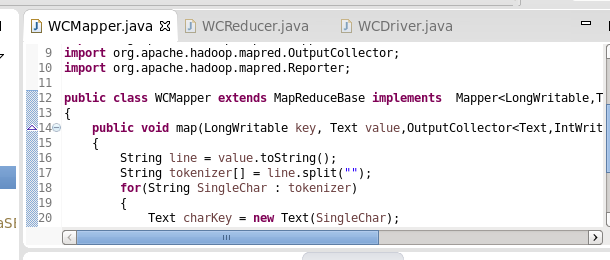 WCMapper.java WCReducer.java WCDriver.java
9 import org.apache.hadoop.mapred.OutputCollector;
10 import org.apache.hadoop.mapred.Reporter;
11
12 public class WCMapper extends MapReduceBase implements Mapper<LongWritable,T
13 {
14 public void map(LongWritable key, Text value,OutputCollector<Text,IntWrit
15 {
16 String line = value.toString();
17 String tokenizer[] = line.split("");
18 for(String SingleChar : tokenizer)
19 {
20 Text charKey = new Text(SingleChar);